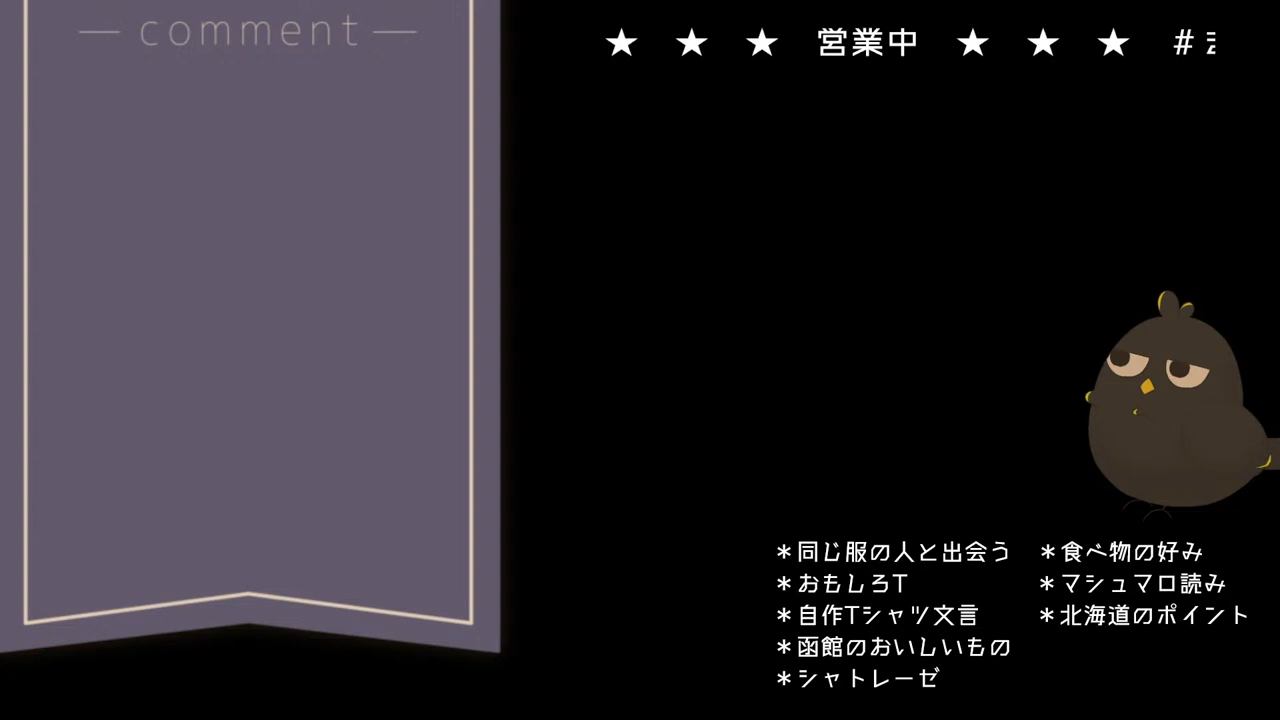 — comment —
★ ★ ★ 営業中 ★ ★ ★ #
*同じ服の人と出会う
*おもしろT
*自作Tシャツ文言
*函館のおいしいもの
*シャトレーゼ
*食べ物の好み
*マシュマロ読み
*北海道のポイント